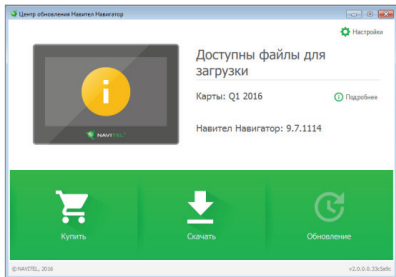 Центр обновления Навител Навигатор
Настройки
Доступны файлы для
загрузки
Карты: Q1 2016
Подробнее
Навител Навигатор: 9.7.1114
NAVITEL
Купить
Скачать
Обновление
© NAVITEL, 2016